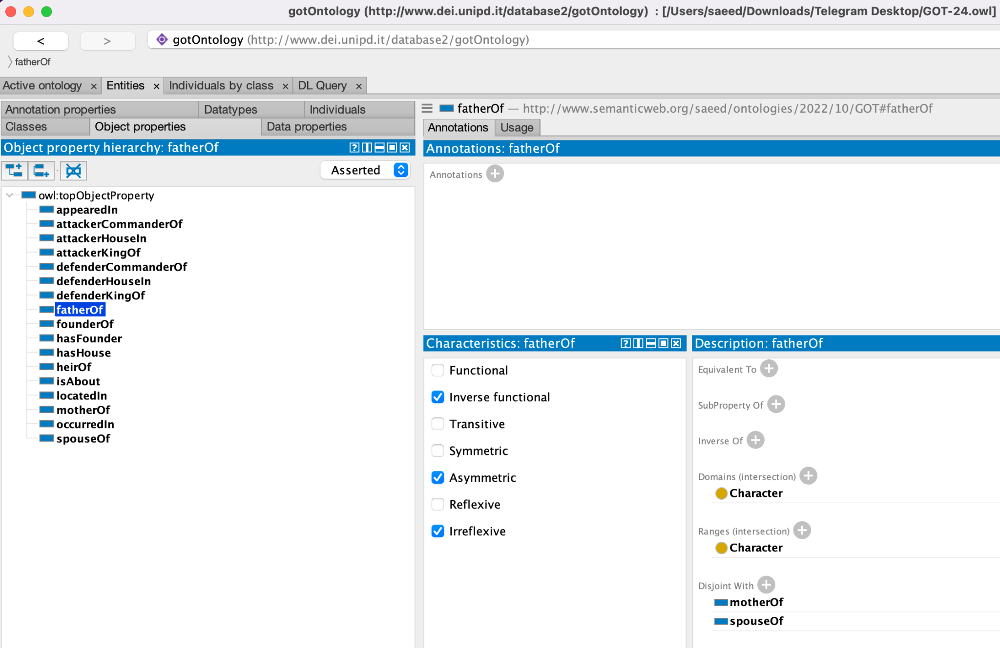 gotOntology (http://www.dei.unipd.it/database2/gotOntology) : [/Users/saeed/Downloads/Telegram Desktop/GOT-24.owl]
< > gotOntology (http://www.dei.unipd.it/database2/gotOntology)
fatherOf
Active ontology × Entities × Individuals by class × DL Query ×
Annotation properties Datatypes Individuals
Classes Object properties Data properties
Object property hierarchy: fatherOf
Asserted
owl:topObjectProperty
appearedIn
attackerCommanderOf
attackerHouseIn
attackerKingOf
defenderCommanderOf
defenderHouseIn
defenderKingOf
fatherOf
founderOf
hasFounder
hasHouse
heirOf
isAbout
locatedIn
motherOf
occurredIn
spouseOf
fatherOf — http://www.semanticweb.org/saeed/ontologies/2022/10/GOT#fatherOf
Annotations Usage
Annotations: fatherOf
Annotations
Characteristics: fatherOf
Functional
Inverse functional
Transitive
Symmetric
Asymmetric
Reflexive
Irreflexive
Description: fatherOf
Equivalent To
SubProperty Of
Inverse Of
Domains (intersection)
Character
Ranges (intersection)
Character
Disjoint With
motherOf
spouseOf